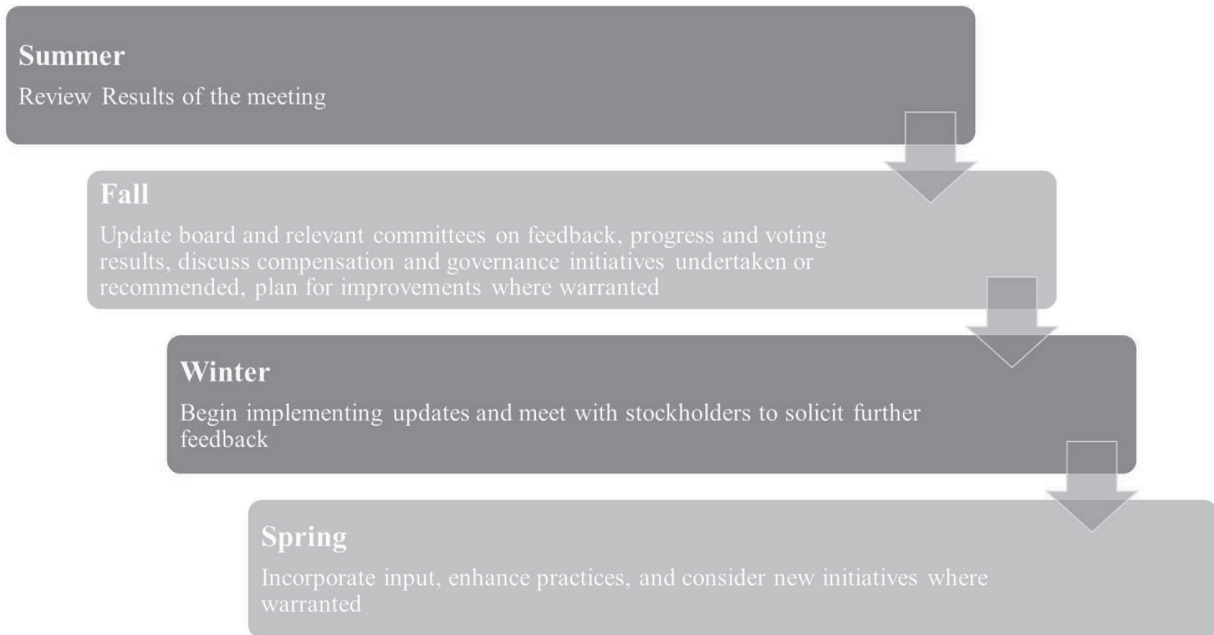 Summer
Review Results of the meeting
Fall
Update board and relevant committees on feedback, progress and voting
results, discuss compensation and governance initiatives undertaken or
recommended, plan for improvements where warranted
Winter
Begin implementing updates and meet with stockholders to solicit further
feedback
Spring
Incorporate input, enhance practices, and consider new initiatives where
warranted